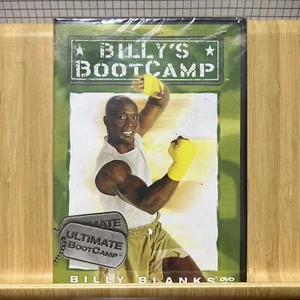 BILLY'S
BOOTCAMP
ULTIMATE
BOOTCAMP
BILLY BLANKS
DVD